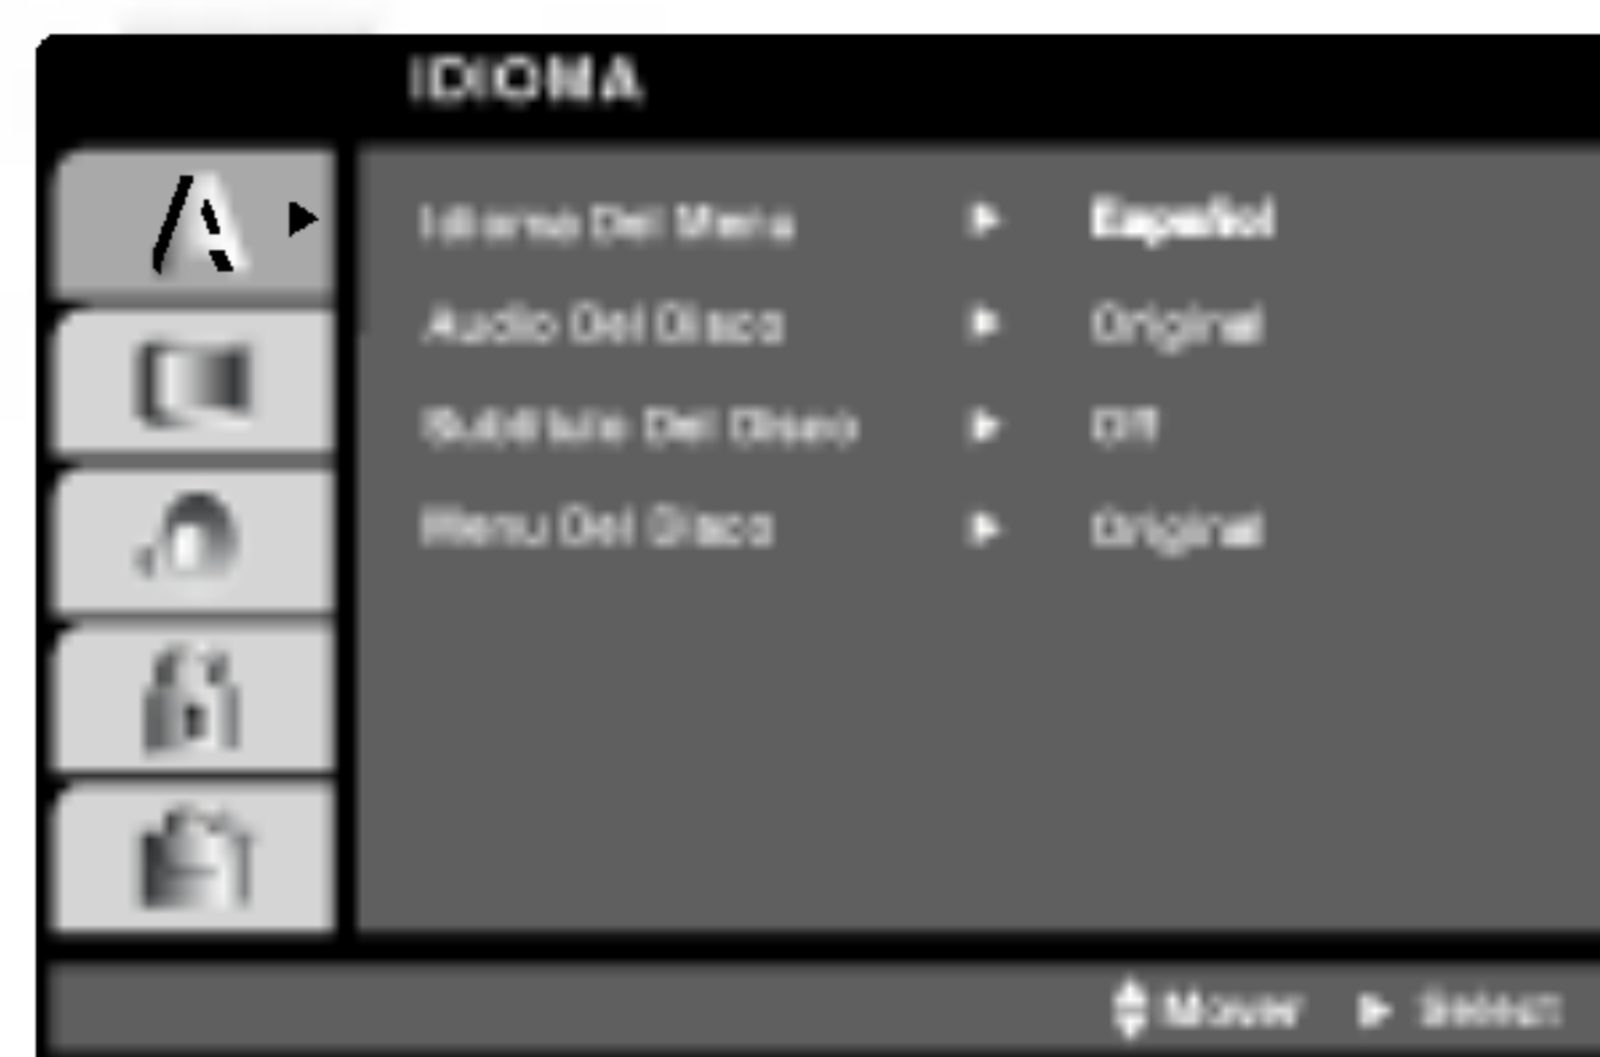 IDIOMA
Idioma Del Menu ► Español
Audio Del Disco ► Original
Subtitulo Del Disco ► Off
Menu Del Disco ► Original
Mover ► Select